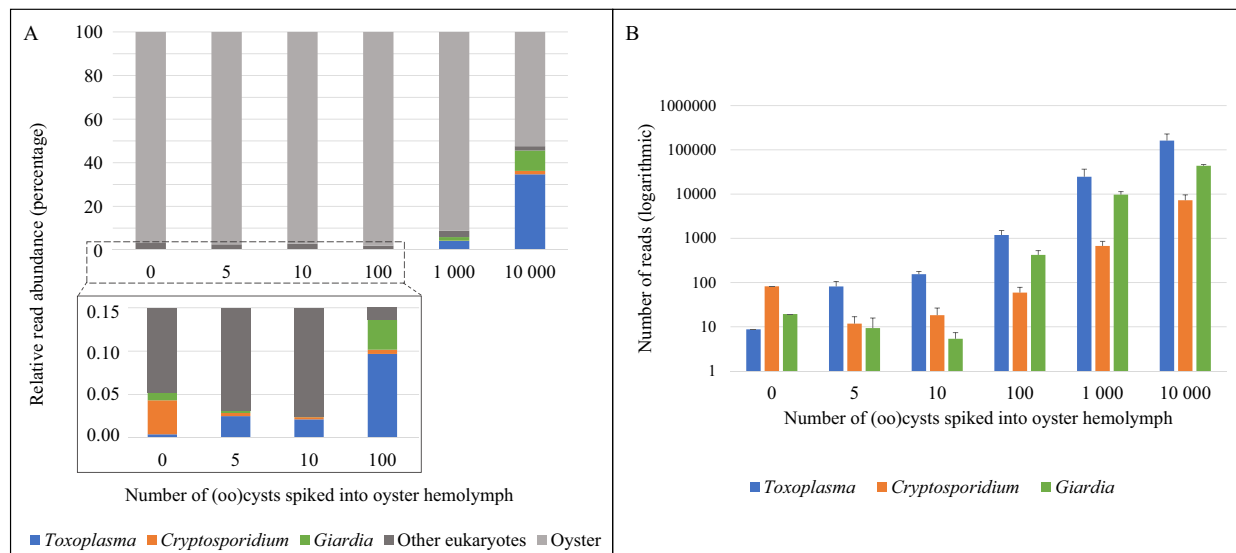 A
Relative read abundance (percentage)
100
80
60
40
20
0
0 5 10 100 1 000 10 000
0.15
0.10
0.05
0.00
0 5 10 100
Number of (oo)cysts spiked into oyster hemolymph
Toxoplasma Cryptosporidium Giardia Other eukaryotes Oyster
B
Number of reads (logarithmic)
1000000
100000
10000
1000
100
10
1
0 5 10 100 1 000 10 000
Number of (oo)cysts spiked into oyster hemolymph
Toxoplasma Cryptosporidium Giardia